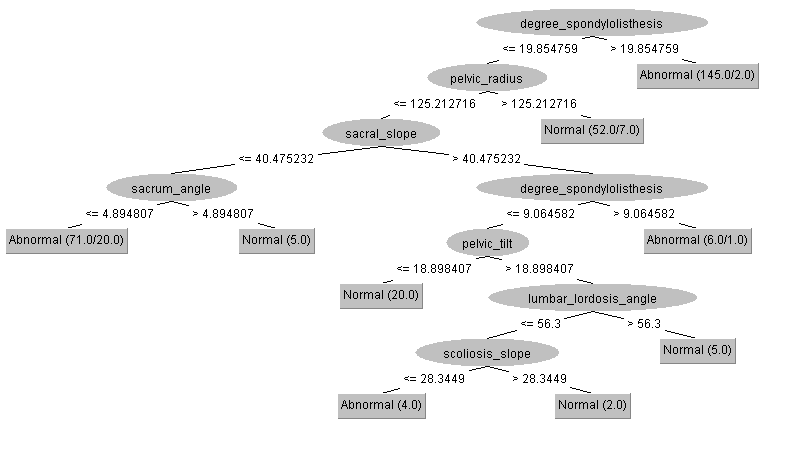 degree_spondylolisthesis
<= 19.854759 > 19.854759
pelvic_radius Abnormal (145.0/2.0)
<= 125.212716 > 125.212716
sacral_slope Normal (52.0/7.0)
<= 40.475232 > 40.475232
sacrum_angle degree_spondylolisthesis
<= 4.894807 > 4.894807 <= 9.064582 > 9.064582
Abnormal (71.0/20.0) Normal (5.0) pelvic_tilt Abnormal (6.0/1.0)
<= 18.898407 > 18.898407
Normal (20.0) lumbar_lordosis_angle
<= 56.3 > 56.3
scoliosis_slope Normal (5.0)
<= 28.3449 > 28.3449
Abnormal (4.0) Normal (2.0)